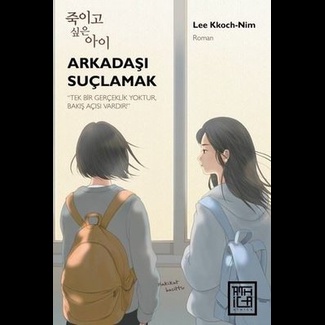 죽이고
싶은 아이
Lee Kkoch-Nim
Roman
ARKADAŞI
SUÇLAMAK
"TEK BİR GERÇEKLİK YOKTUR,
BAKIŞ AÇISI VARDIR!"